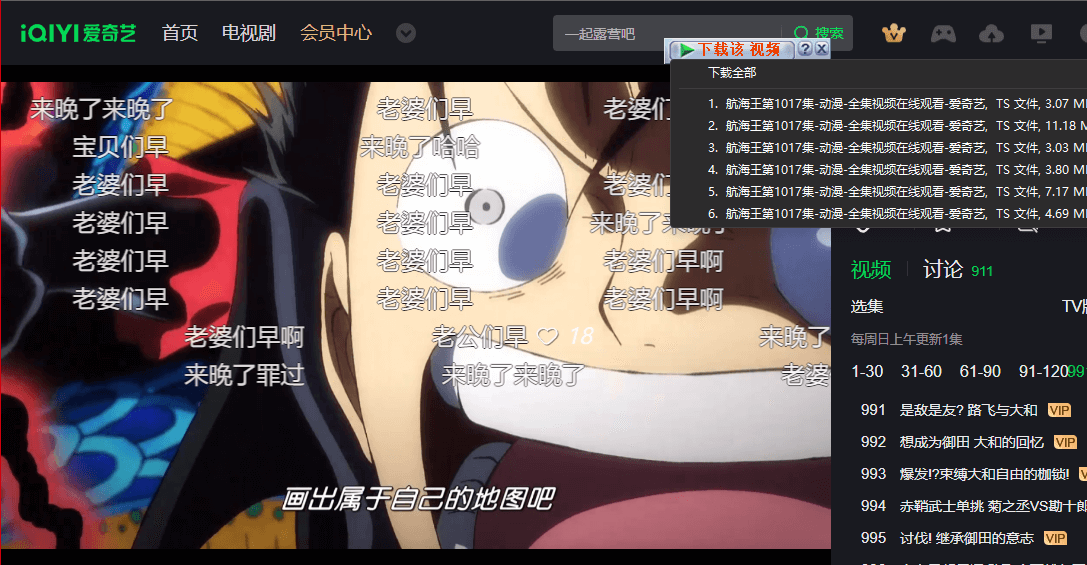 iQIYI 爱奇艺 首页 电视剧 会员中心 一起露营吧 搜索
下载该 视频 ? X
下载全部
1. 航海王第1017集-动漫-全集视频在线观看-爱奇艺, TS 文件, 3.07 M
2. 航海王第1017集-动漫-全集视频在线观看-爱奇艺, TS 文件, 11.18 M
3. 航海王第1017集-动漫-全集视频在线观看-爱奇艺, TS 文件, 3.03 M
4. 航海王第1017集-动漫-全集视频在线观看-爱奇艺, TS 文件, 3.80 M
5. 航海王第1017集-动漫-全集视频在线观看-爱奇艺, TS 文件, 7.17 M
6. 航海王第1017集-动漫-全集视频在线观看-爱奇艺, TS 文件, 4.69 M
来晚了来晚了 老婆们早 老婆们
宝贝们早 来晚了哈哈
老婆们早 老婆们早 老婆们
老婆们早 老婆们早 来晚了来晚了
老婆们早 老婆们早 老婆们早啊
老婆们早 老婆们早 老婆们早啊
老婆们早啊 老公们早 18 来晚了
来晚了罪过 来晚了来晚了 老婆
画出属于自己的地图吧
视频 讨论 911
选集 TV版
每周日上午更新1集
1-30 31-60 61-90 91-120 99
991 是敌是友? 路飞与大和 VIP
992 想成为御田 大和的回忆 VIP
993 爆发!?束缚大和自由的枷锁! V
994 赤鞘武士单挑 菊之丞VS勘十郎
995 讨伐! 继承御田的意志 VIP